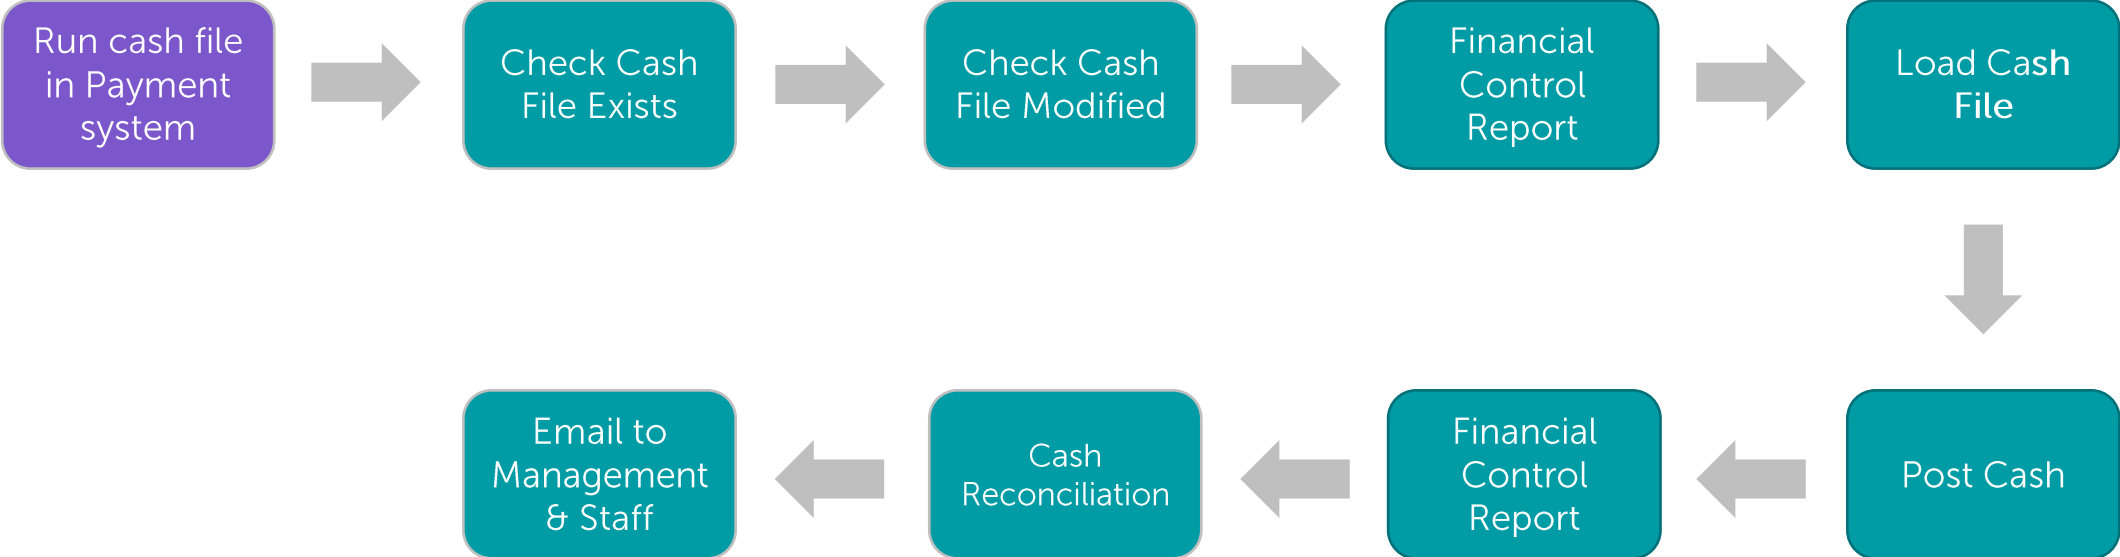 Run cash file
in Payment
system
Check Cash
File Exists
Check Cash
File Modified
Financial
Control
Report
Load Cash
File
Post Cash
Financial
Control
Report
Cash
Reconciliation
Email to
Management
& Staff